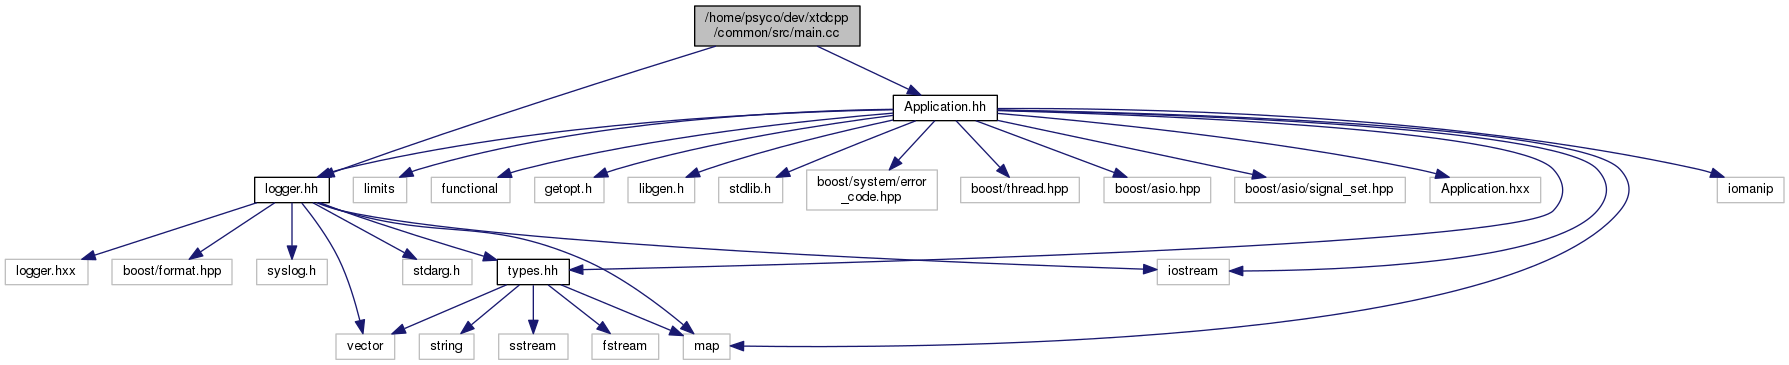 /home/psyco/dev/xtdcpp
/common/src/main.cc
Application.hh
logger.hh
limits
functional
getopt.h
libgen.h
stdlib.h
boost/system/error
_code.hpp
boost/thread.hpp
boost/asio.hpp
boost/asio/signal_set.hpp
Application.hxx
iomanip
logger.hxx
boost/format.hpp
syslog.h
stdarg.h
types.hh
iostream
vector
string
sstream
fstream
map